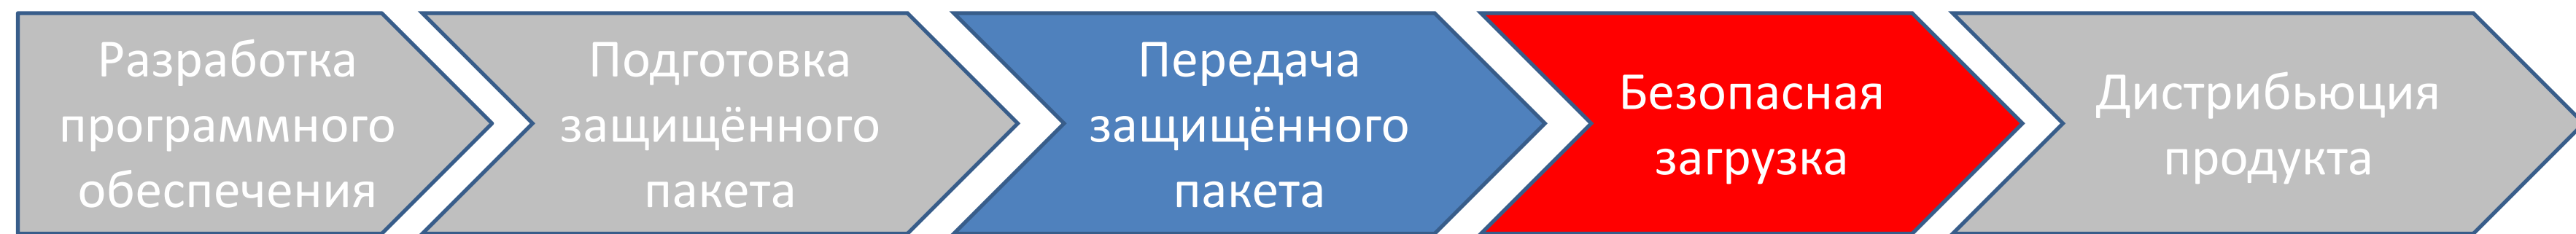 Разработка
программного
обеспечения
Подготовка
защищённого
пакета
Передача
защищённого
пакета
Безопасная
загрузка
Дистрибьюция
продукта